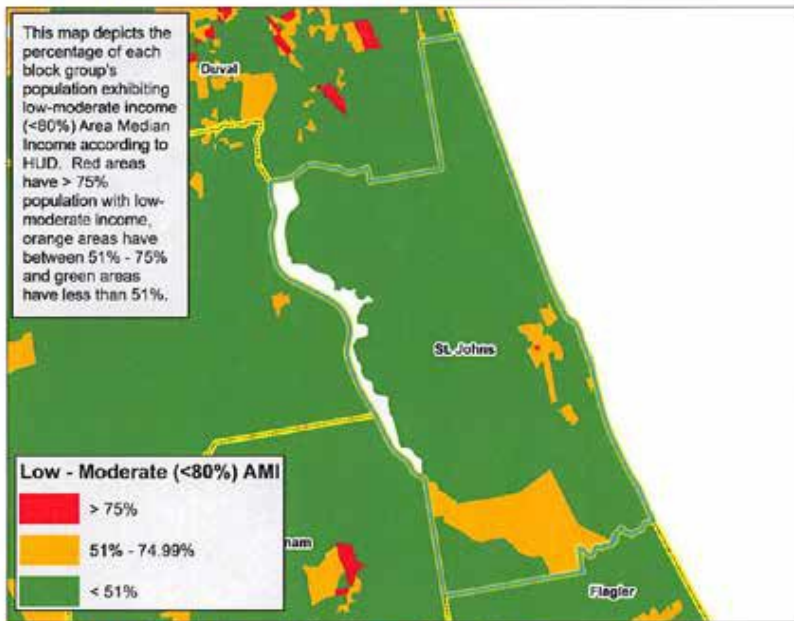 This map depicts the
percentage of each
block group's
population exhibiting
low-moderate income
(<80%) Area Median
Income according to
HUD. Red areas
have > 75%
population with low-
moderate income,
orange areas have
between 51% - 75%
and green areas
have less than 51%.
Duval
St. Johns
Low - Moderate (<80%) AMI
> 75%
51% - 74.99%
< 51%
nam
Flagler